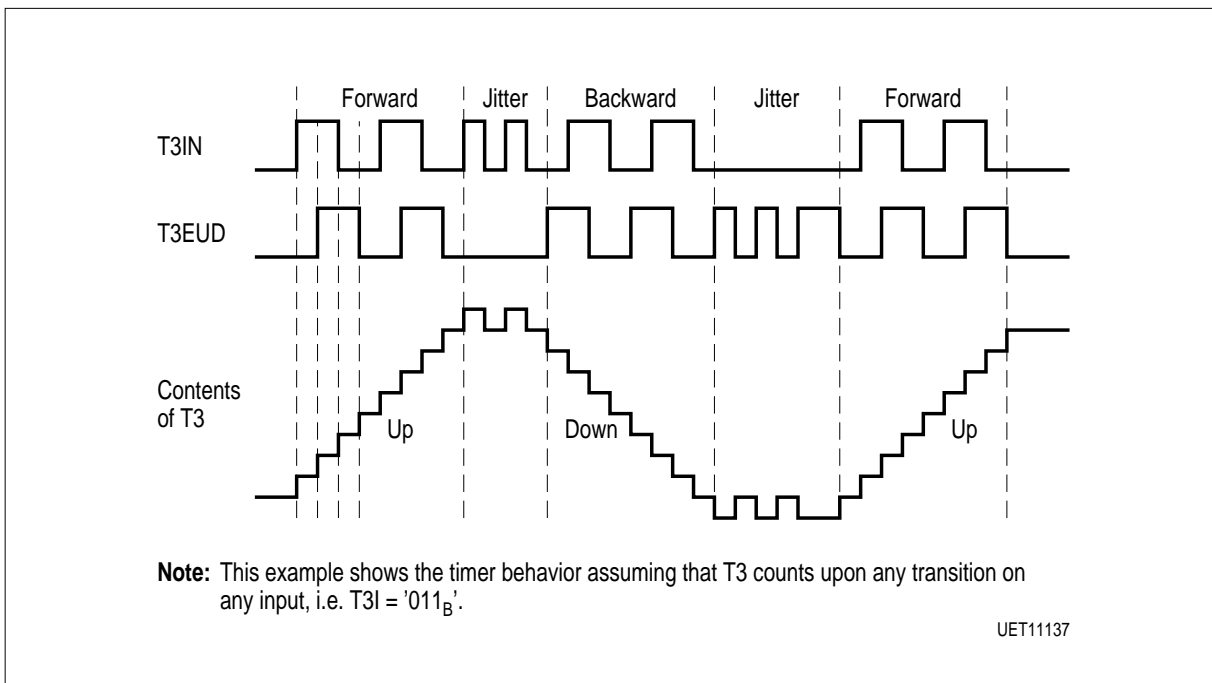 Forward Jitter Backward Jitter Forward
T3IN
T3EUD
Contents
of T3
Up Down Up
Note: This example shows the timer behavior assuming that T3 counts upon any transition on
any input, i.e. T3I = '011B'.
UET11137